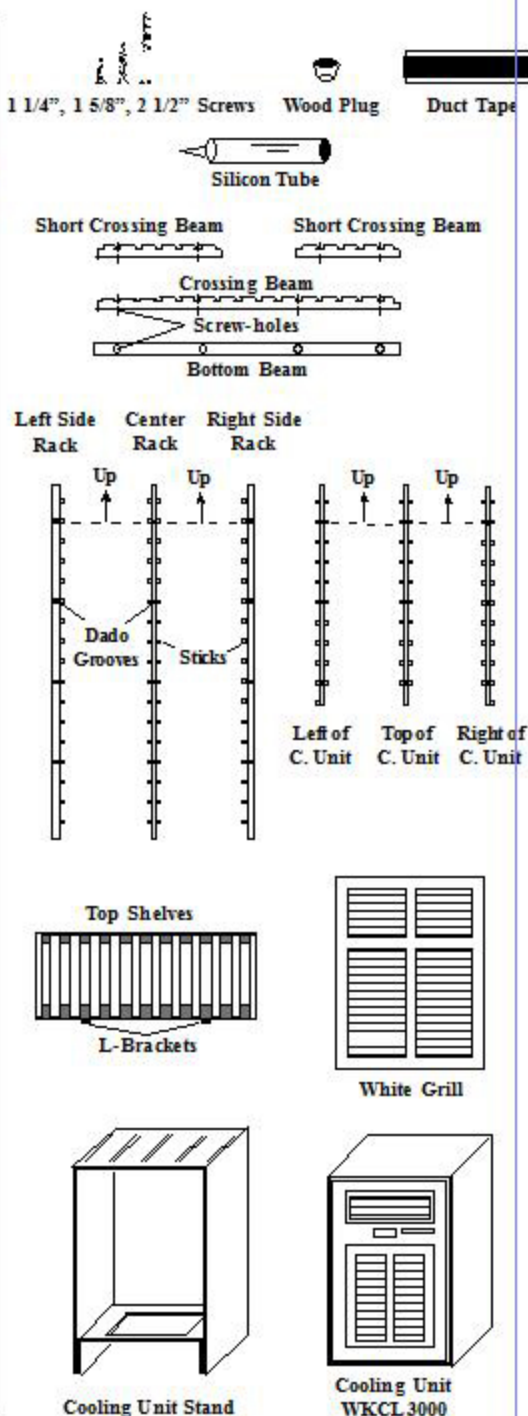 1 1/4”, 1 5/8”, 2 1/2” Screws Wood Plug Duct Tape
Silicon Tube
Short Crossing Beam Short Crossing Beam
Crossing Beam
Screw-holes
Bottom Beam
Left Side Center Right Side
Rack Rack Rack
Up Up Up Up
Dado
Grooves Sticks
Left of Top of Right of
C. Unit C. Unit C. Unit
Top Shelves
L-Brackets
White Grill
Cooling Unit Stand
Cooling Unit
WKCL 3000